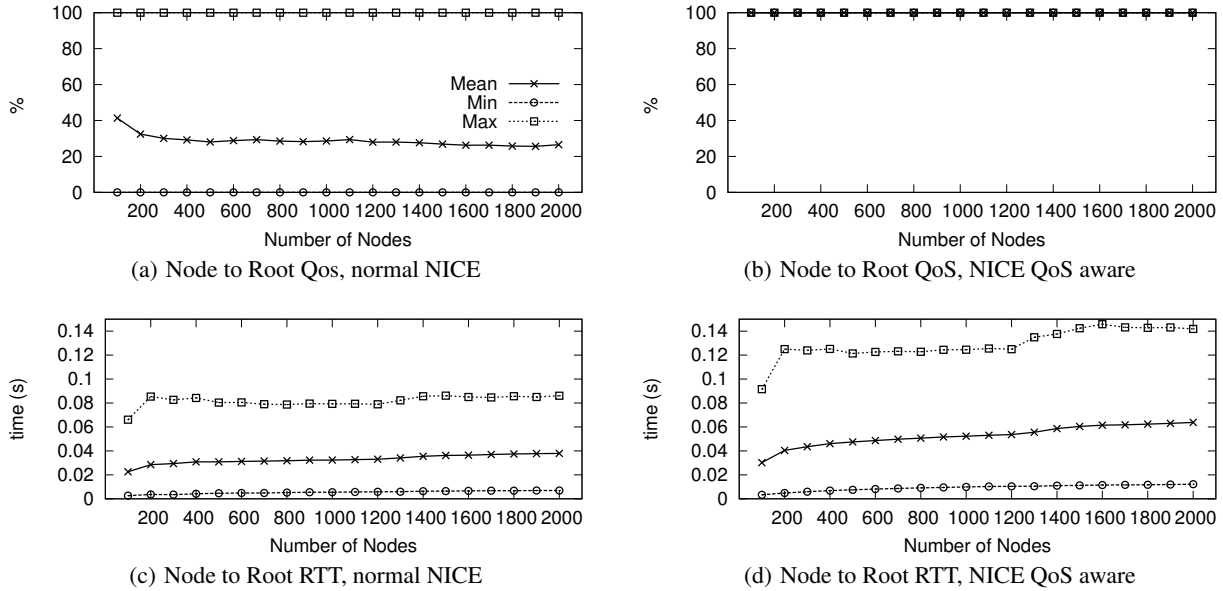 100
80
60
40
20
0
%
Mean
Min
Max
200 400 600 800 1000 1200 1400 1600 1800 2000
Number of Nodes
(a) Node to Root Qos, normal NICE
100
80
60
40
20
0
%
200 400 600 800 1000 1200 1400 1600 1800 2000
Number of Nodes
(b) Node to Root QoS, NICE QoS aware
0.14
0.12
0.1
0.08
0.06
0.04
0.02
0
time (s)
200 400 600 800 1000 1200 1400 1600 1800 2000
Number of Nodes
(c) Node to Root RTT, normal NICE
0.14
0.12
0.1
0.08
0.06
0.04
0.02
0
time (s)
200 400 600 800 1000 1200 1400 1600 1800 2000
Number of Nodes
(d) Node to Root RTT, NICE QoS aware